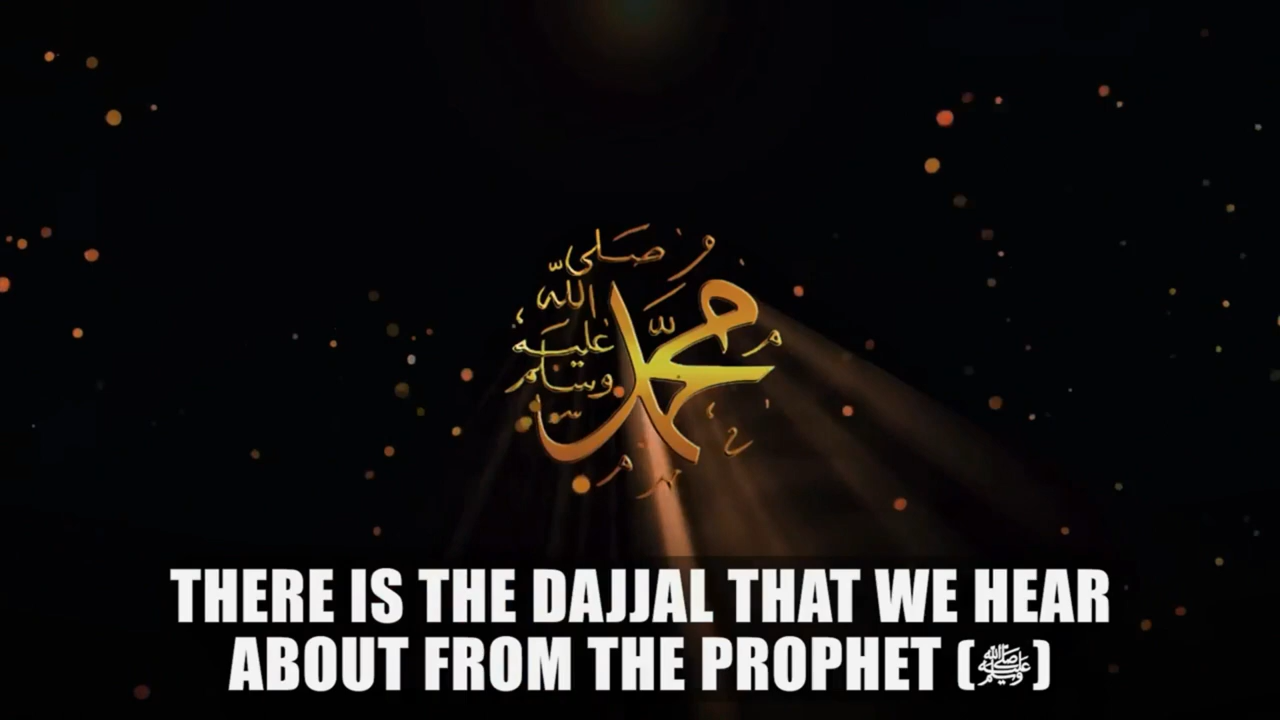 صلى
الله
عليه
وسلم
محمد
THERE IS THE DAJJAL THAT WE HEAR
ABOUT FROM THE PROPHET (ﷺ)